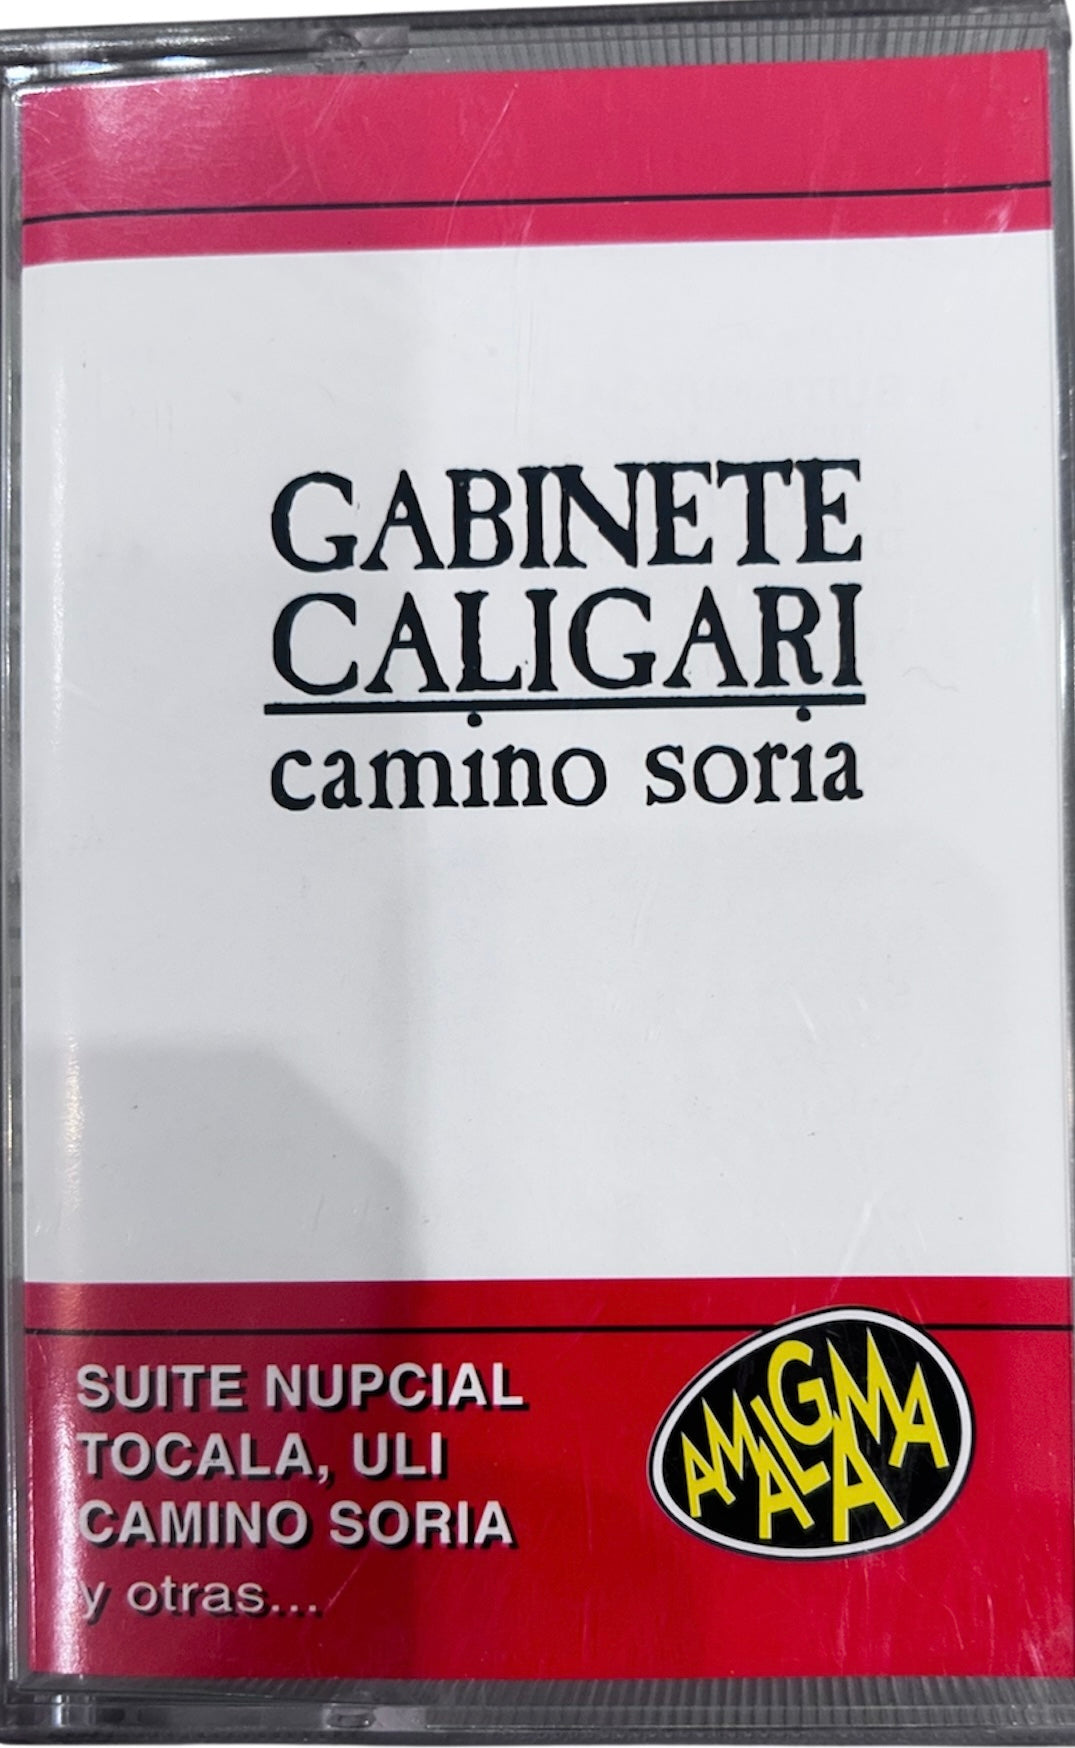 GABINETE
CALIGARI
camino soria
SUITE NUPCIAL
TOCALA, ULI
CAMINO SORIA
y otras...
AMALGAMA